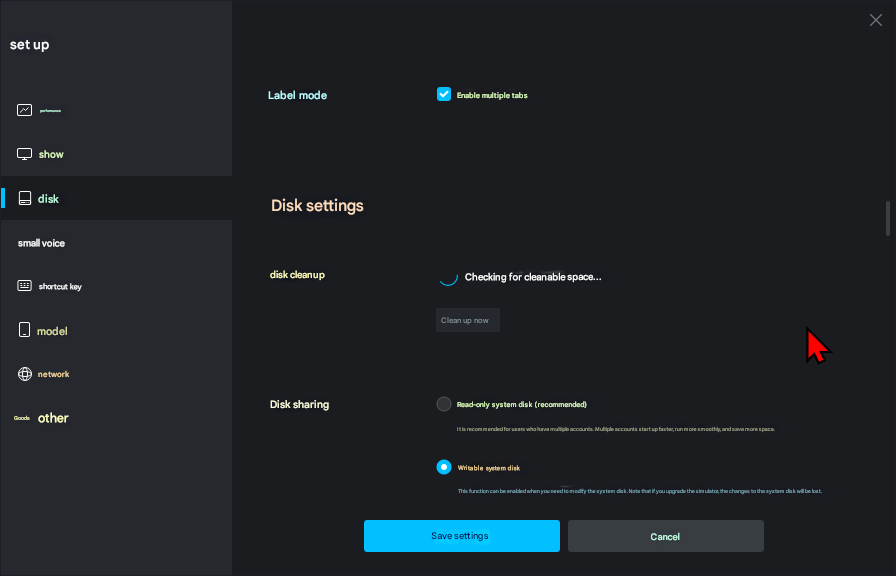 set up
performance
show
disk
small voice
shortcut key
model
network
Goods other
Label mode
Enable multiple tabs
Disk settings
disk cleanup
Checking for cleanable space...
Clean up now
Disk sharing
Read-only system disk (recommended)
It is recommended for users who have multiple accounts. Multiple accounts start up faster, run more smoothly, and save more space.
Writable system disk
This function can be enabled when you need to modify the system disk. Note that if you upgrade the simulator, the changes to the system disk will be lost.
Save settings
Cancel